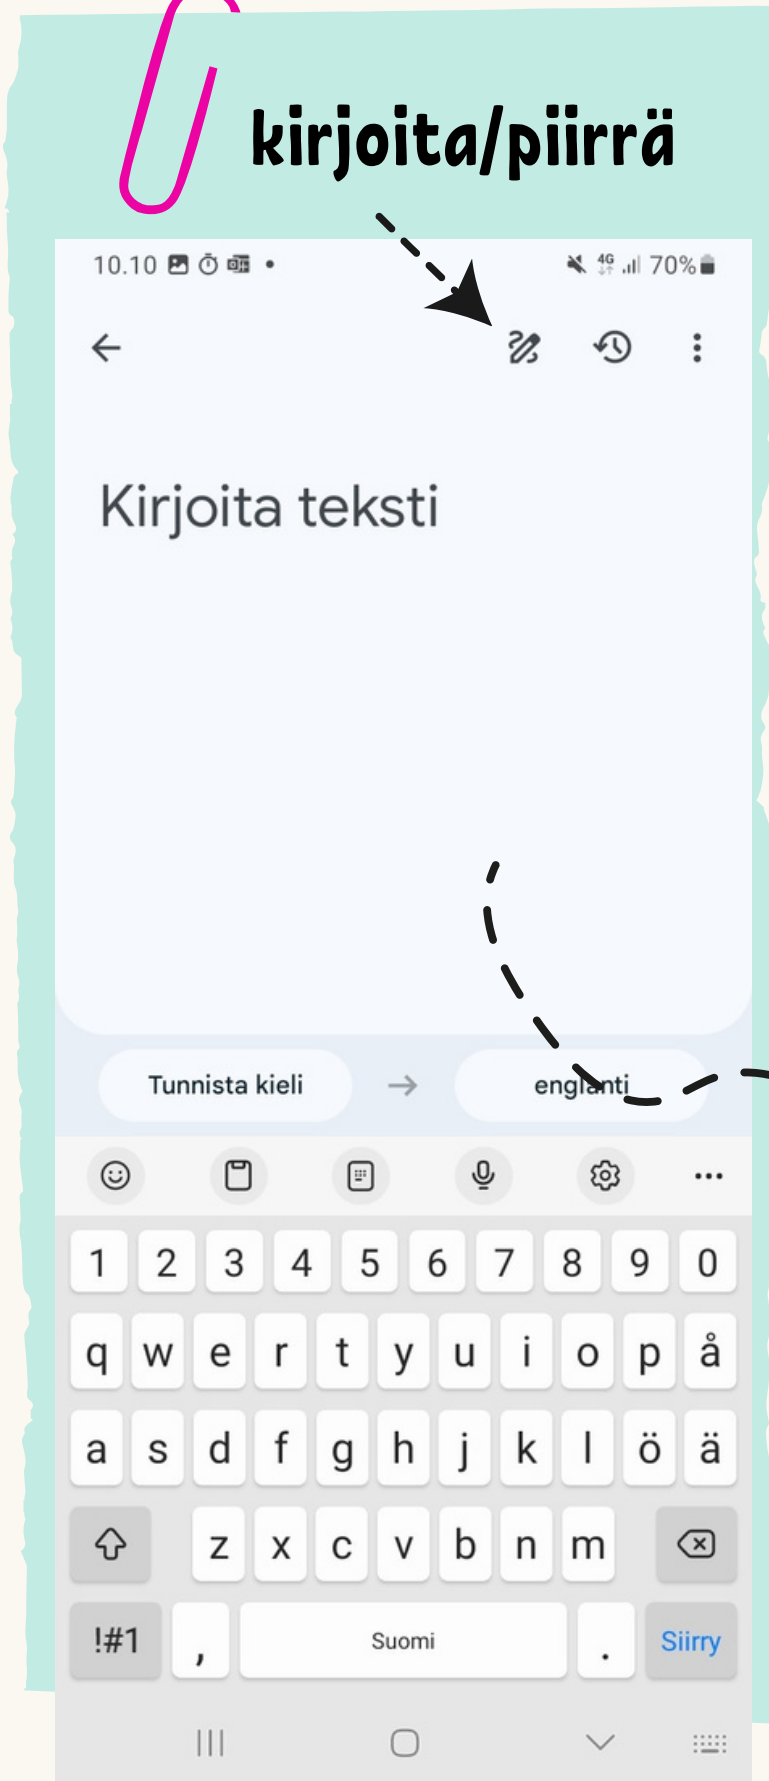 kirjoita/piirrä
10.10 4G 70%
Kirjoita teksti
Tunnista kieli → englanti
1 2 3 4 5 6 7 8 9 0
q w e r t y u i o p å
a s d f g h j k l ö ä
z x c v b n m
!#1 , Suomi . Siirry